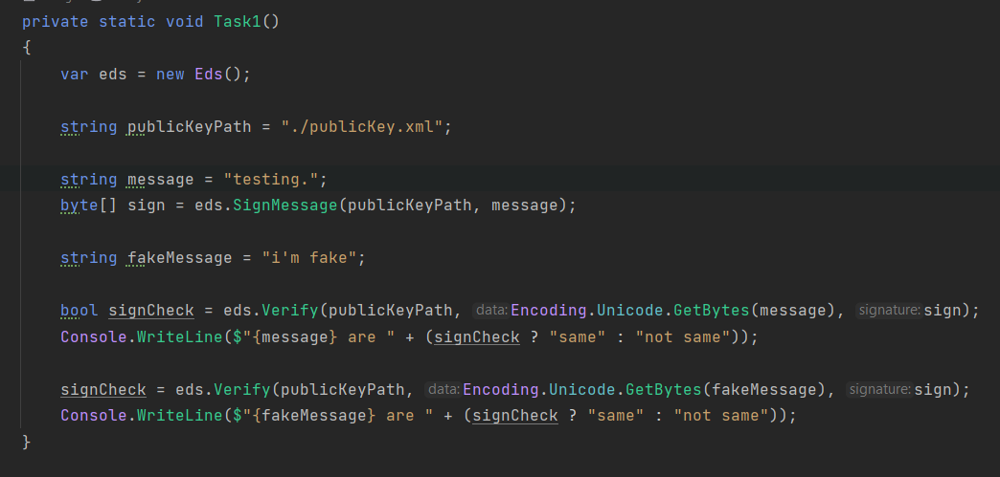 private static void Task1()
{
var eds = new Eds();
string publicKeyPath = "./publicKey.xml";
string message = "testing.";
byte[] sign = eds.SignMessage(publicKeyPath, message);
string fakeMessage = "i'm fake";
bool signCheck = eds.Verify(publicKeyPath, data: Encoding.Unicode.GetBytes(message), signature: sign);
Console.WriteLine($"{message} are " + (signCheck ? "same" : "not same"));
signCheck = eds.Verify(publicKeyPath, data: Encoding.Unicode.GetBytes(fakeMessage), signature: sign);
Console.WriteLine($"{fakeMessage} are " + (signCheck ? "same" : "not same"));
}